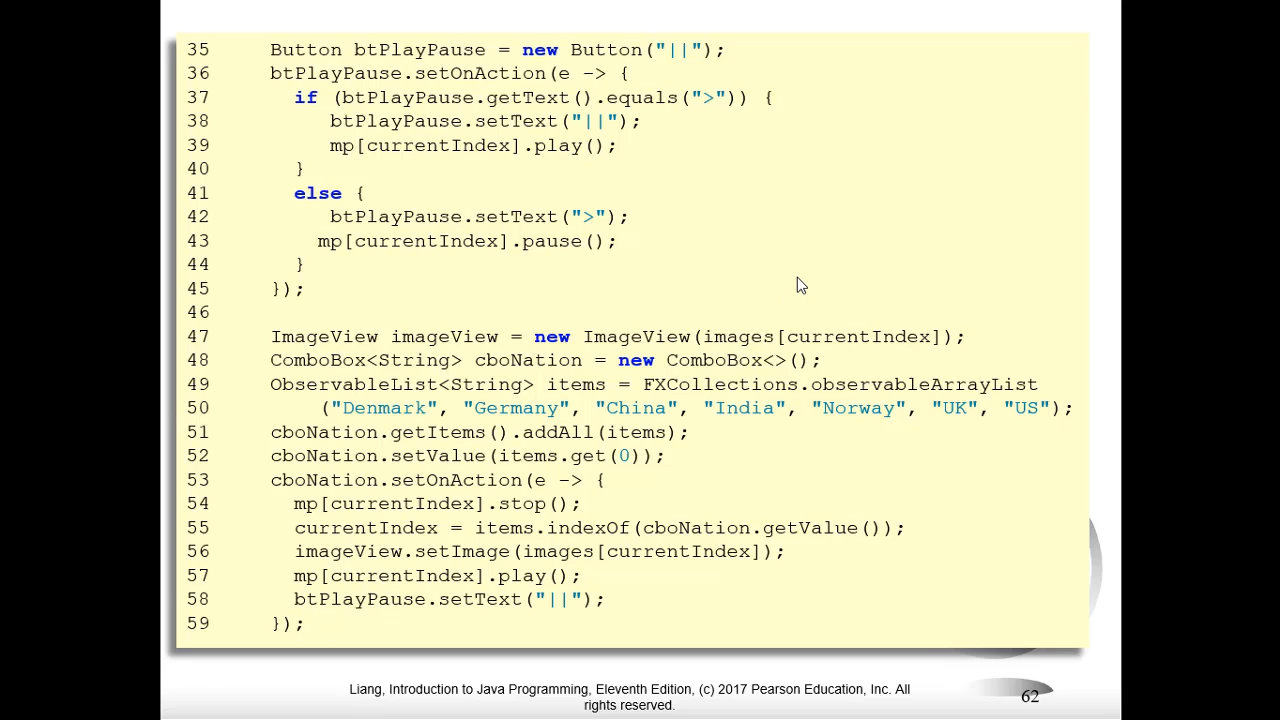 35     Button btPlayPause = new Button("||");
36     btPlayPause.setOnAction(e -> {
37       if (btPlayPause.getText().equals(">")) {
38          btPlayPause.setText("||");
39          mp[currentIndex].play();
40       }
41       else {
42          btPlayPause.setText(">");
43         mp[currentIndex].pause();
44       }
45     });
46
47     ImageView imageView = new ImageView(images[currentIndex]);
48     ComboBox<String> cboNation = new ComboBox<>();
49     ObservableList<String> items = FXCollections.observableArrayList
50         ("Denmark", "Germany", "China", "India", "Norway", "UK", "US");
51     cboNation.getItems().addAll(items);
52     cboNation.setValue(items.get(0));
53     cboNation.setOnAction(e -> {
54       mp[currentIndex].stop();
55       currentIndex = items.indexOf(cboNation.getValue());
56       imageView.setImage(images[currentIndex]);
57       mp[currentIndex].play();
58       btPlayPause.setText("||");
59     });
Liang, Introduction to Java Programming, Eleventh Edition, (c) 2017 Pearson Education, Inc. All
rights reserved.
62